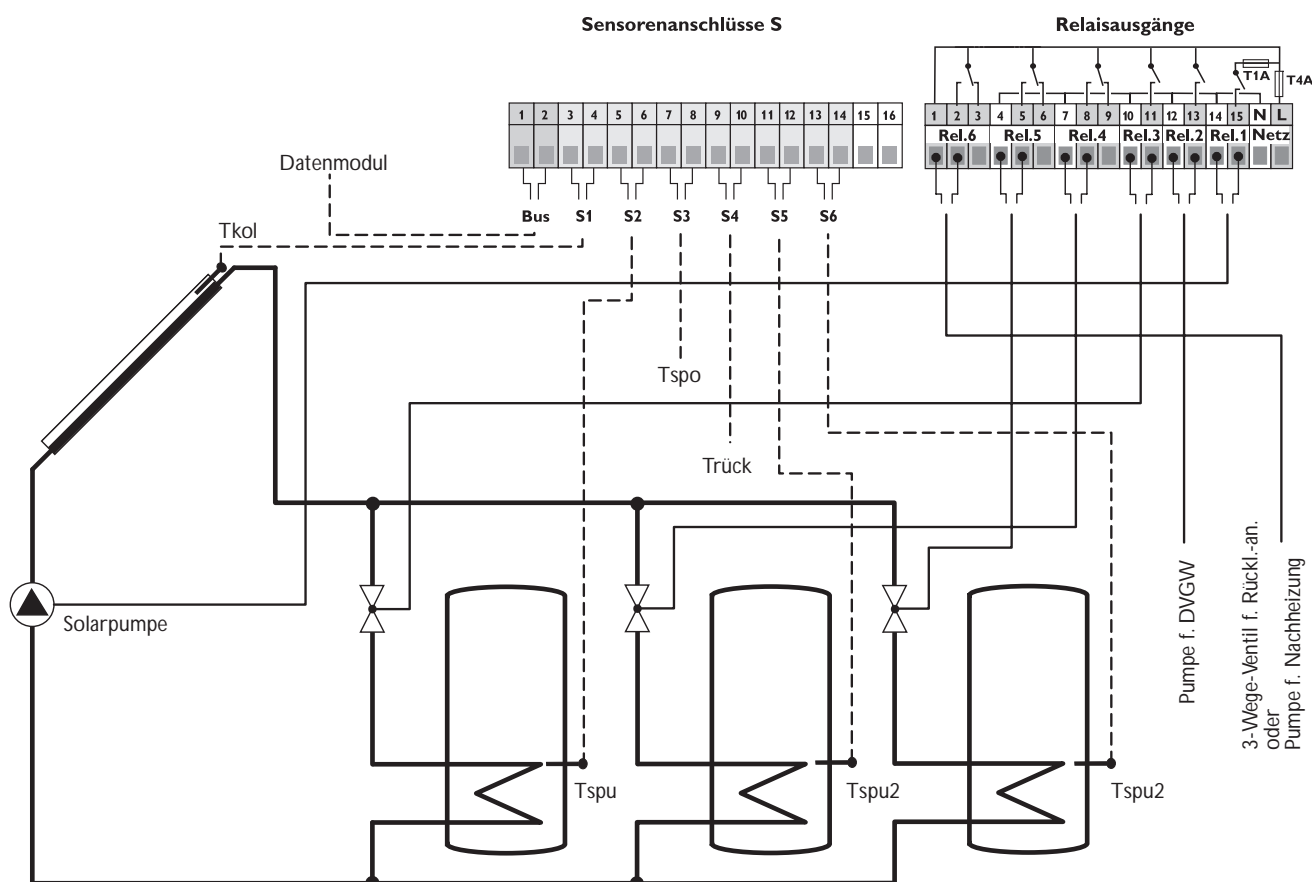 Sensorenanschlüsse S
Relaisausgänge
T1A
T4A
1 2 3 4 5 6 7 8 9 10 11 12 13 14 15 16
1 2 3 4 5 6 7 8 9 10 11 12 13 14 15 N L
Rel.6 Rel.5 Rel.4 Rel.3 Rel.2 Rel.1 Netz
Datenmodul
Bus S1 S2 S3 S4 S5 S6
Tkol
Tspo
Trück
Solarpumpe
Pumpe f. DVGW
3-Wege-Ventil f. Rückl.-an.
oder
Pumpe f. Nachheizung
Tspu
Tspu2
Tspu2